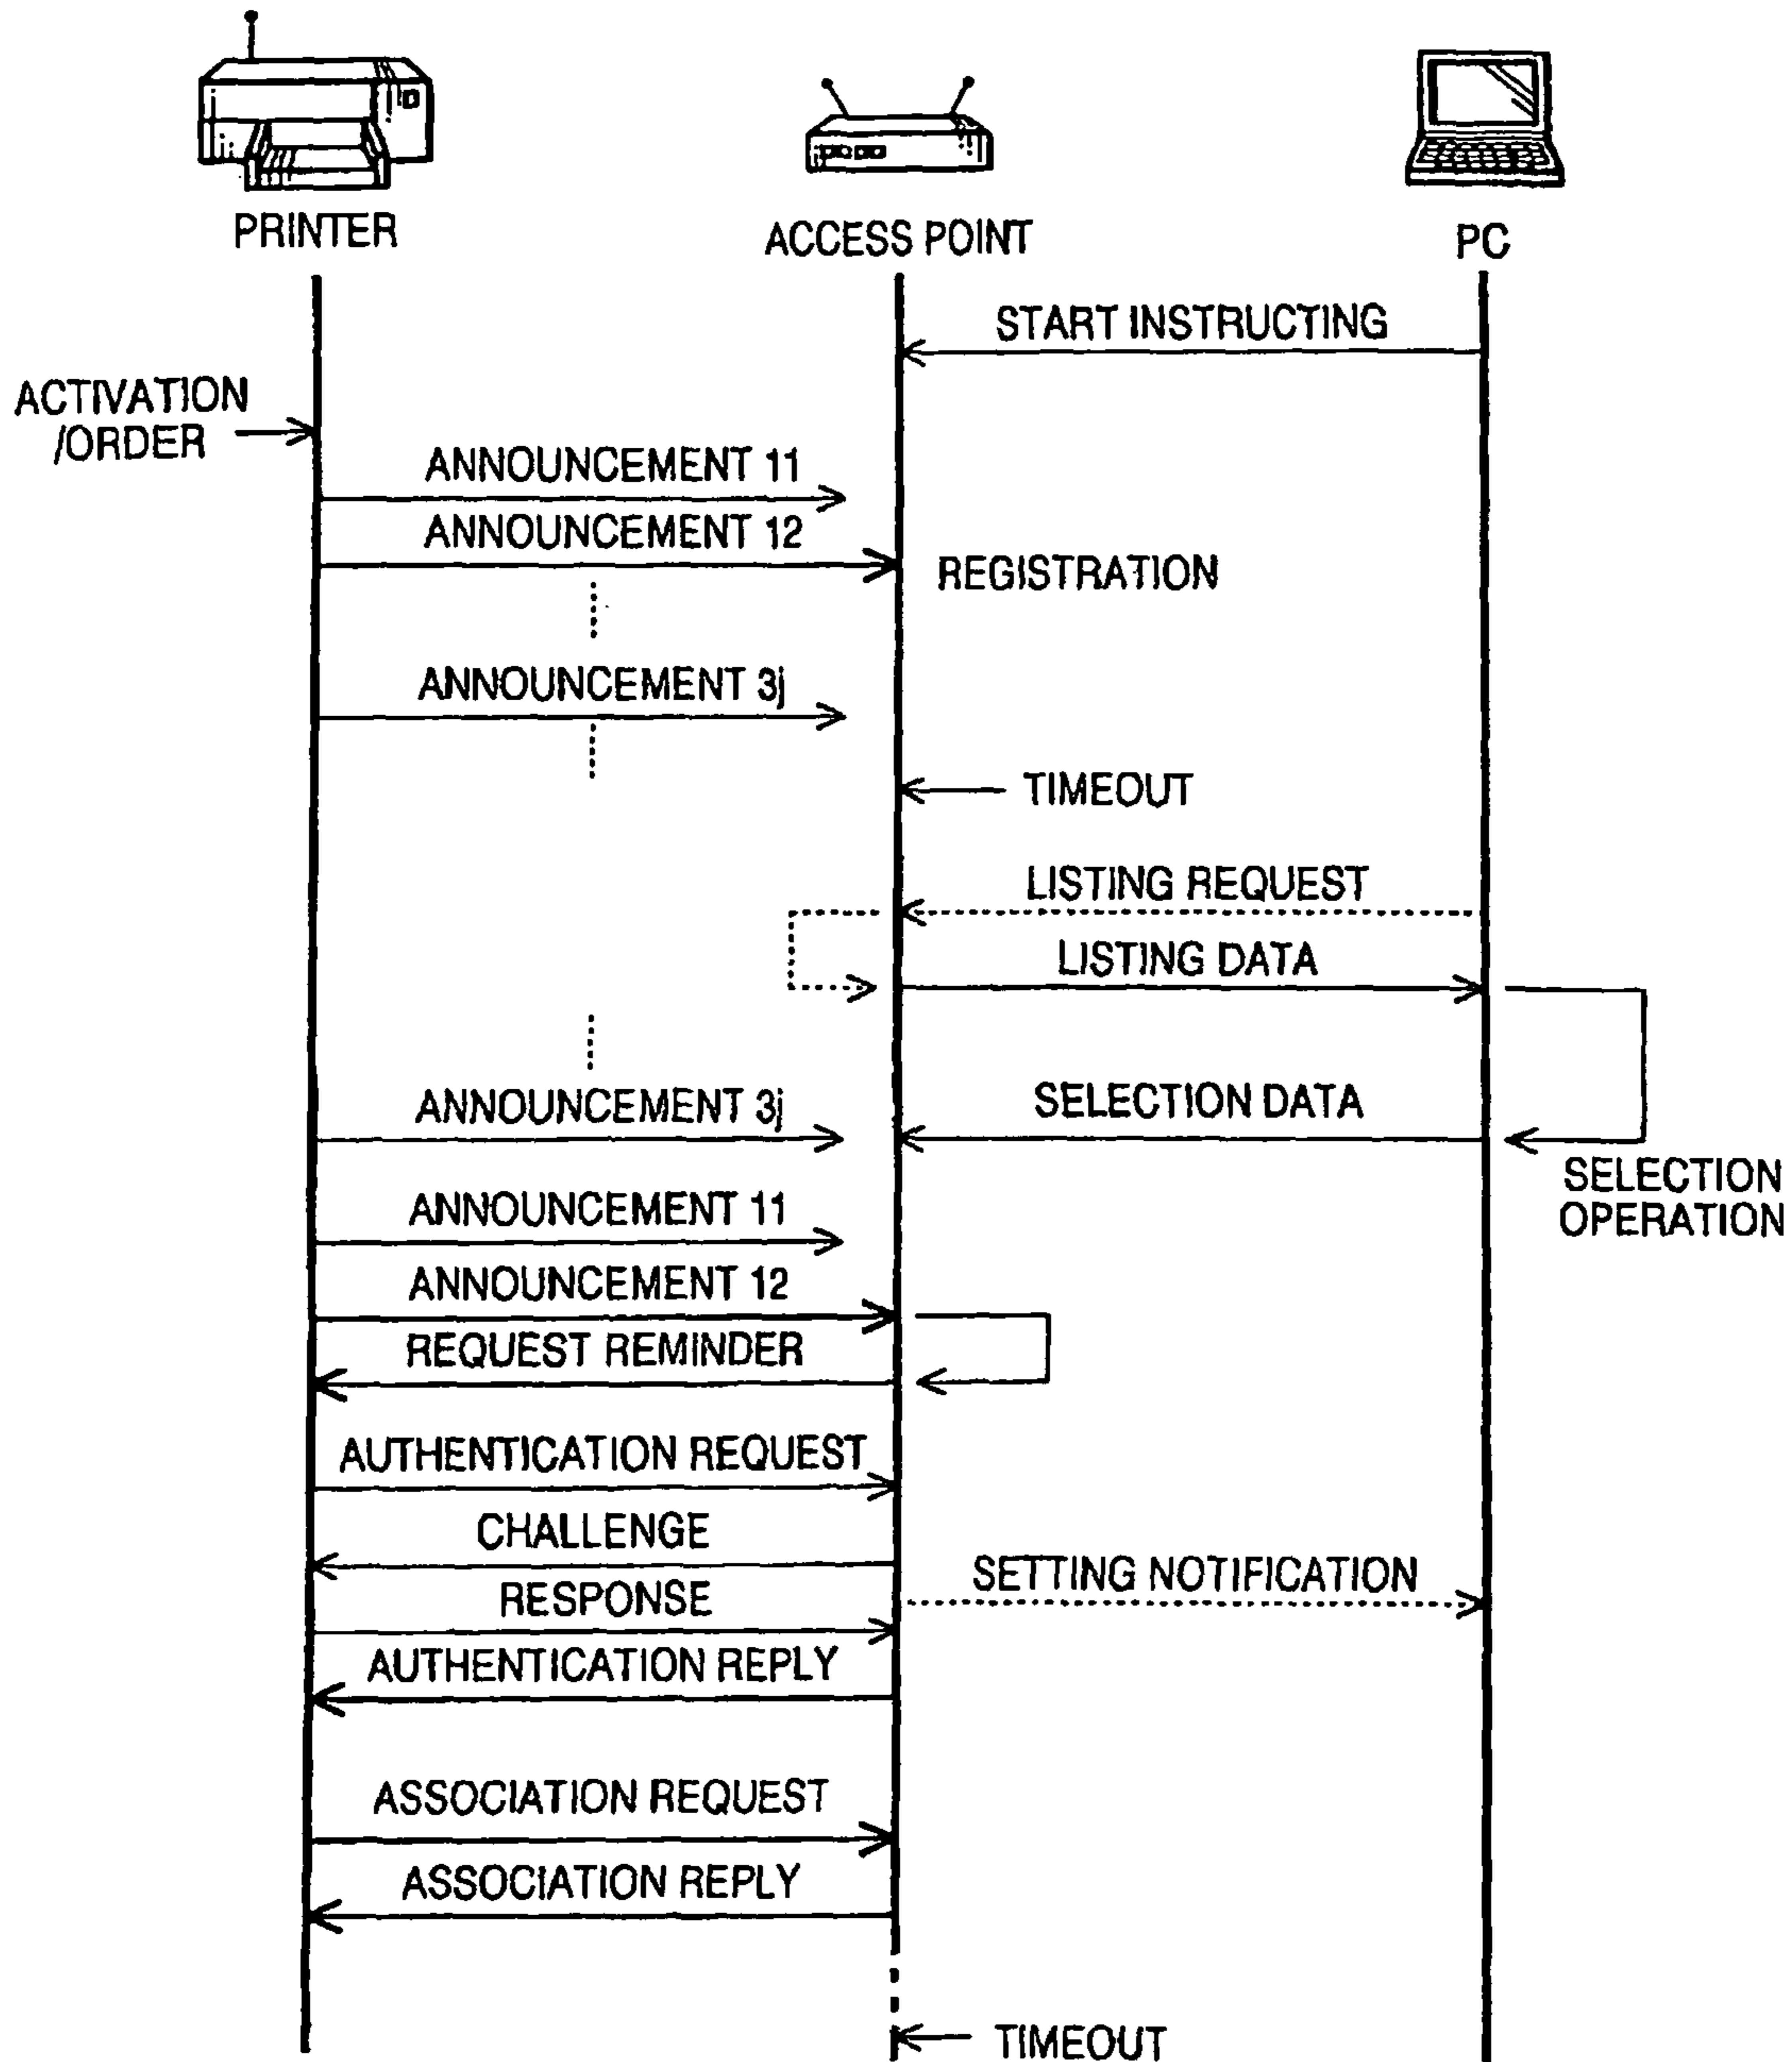 PRINTER
ACCESS POINT
PC
START INSTRUCTING
ACTIVATION
/ORDER
ANNOUNCEMENT 11
ANNOUNCEMENT 12
REGISTRATION
ANNOUNCEMENT 3j
TIMEOUT
LISTING REQUEST
LISTING DATA
ANNOUNCEMENT 3j
SELECTION DATA
SELECTION
OPERATION
ANNOUNCEMENT 11
ANNOUNCEMENT 12
REQUEST REMINDER
AUTHENTICATION REQUEST
CHALLENGE
SETTING NOTIFICATION
RESPONSE
AUTHENTICATION REPLY
ASSOCIATION REQUEST
ASSOCIATION REPLY
TIMEOUT